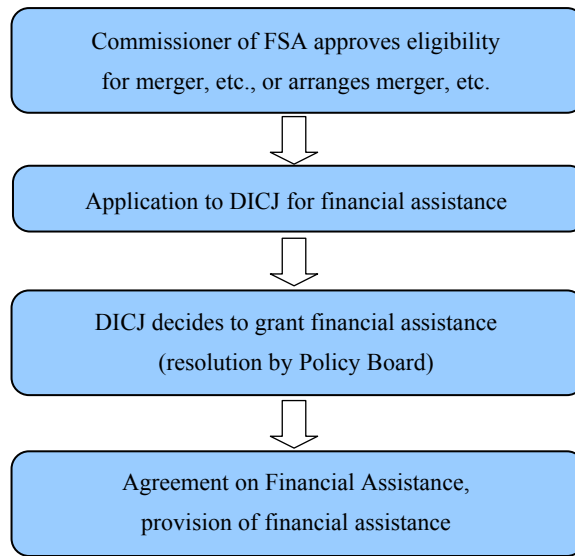 Commissioner of FSA approves eligibility
for merger, etc., or arranges merger, etc.
Application to DICJ for financial assistance
DICJ decides to grant financial assistance
(resolution by Policy Board)
Agreement on Financial Assistance,
provision of financial assistance